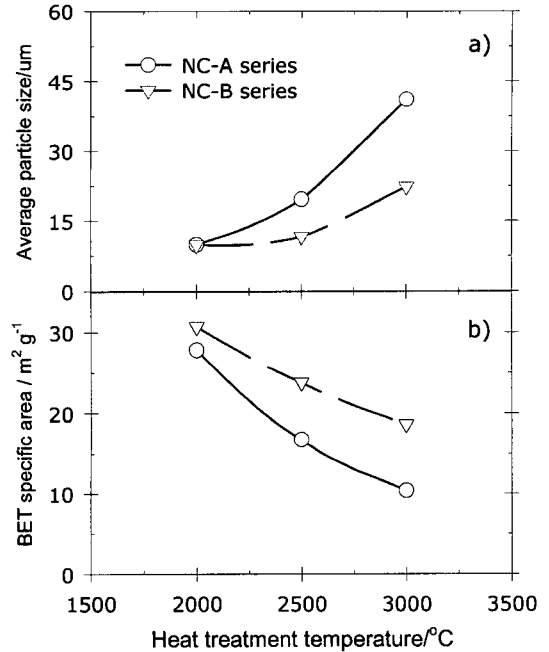 60
45
30
15
0
Average particle size/um
a)
NC-A series
NC-B series
30
20
10
0
BET specific area / m² g⁻¹
b)
1500 2000 2500 3000 3500
Heat treatment temperature/°C